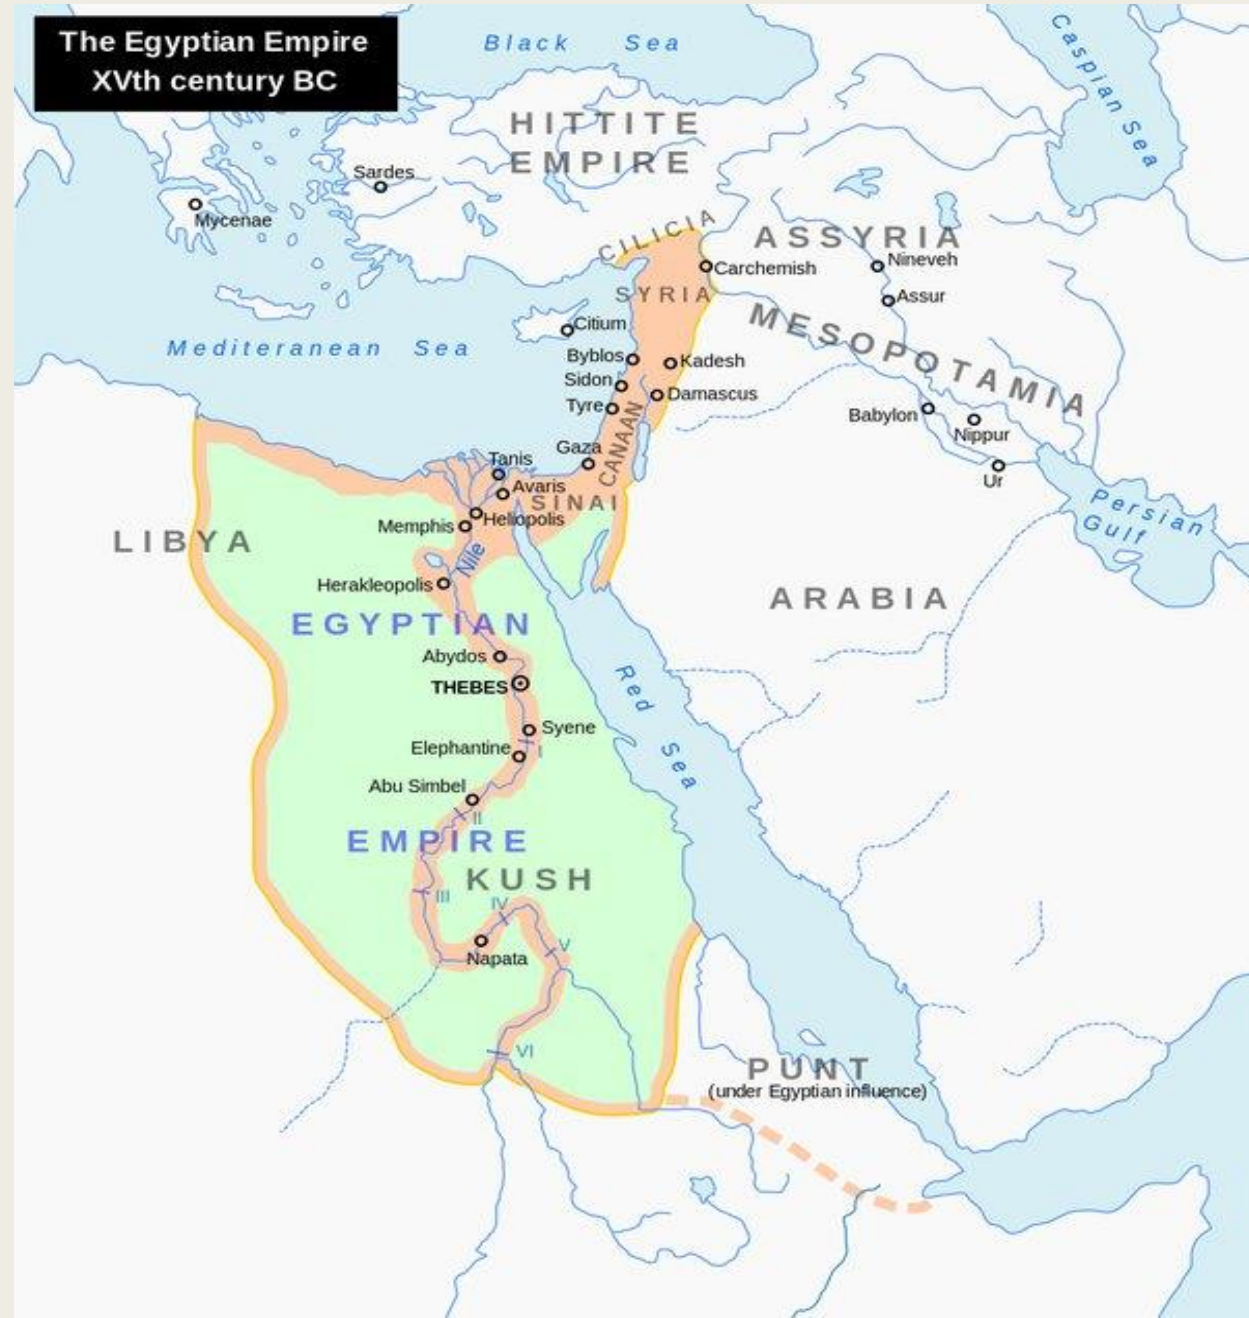 The Egyptian Empire
XVth century BC
Black Sea
Caspian Sea
HITTITE
EMPIRE
Sardes
Mycenae
CILICIA
ASSYRIA
Nineveh
Carchemish
SYRIA
Assur
MESOPOTAMIA
Citium
Mediteranean Sea
Byblos
Kadesh
Sidon
Damascus
Tyre
CANAAN
Babylon
Nippur
Gaza
Tanis
Ur
Avaris
SINAI
Persian
Gulf
Heliopolis
Memphis
LIBYA
Nile
Herakleopolis
ARABIA
EGYPTIAN
Abydos
THEBES
Red Sea
Syene
Elephantine
I
Abu Simbel
II
EMPIRE
KUSH
III
IV
V
Napata
VI
PUNT
(under Egyptian influence)